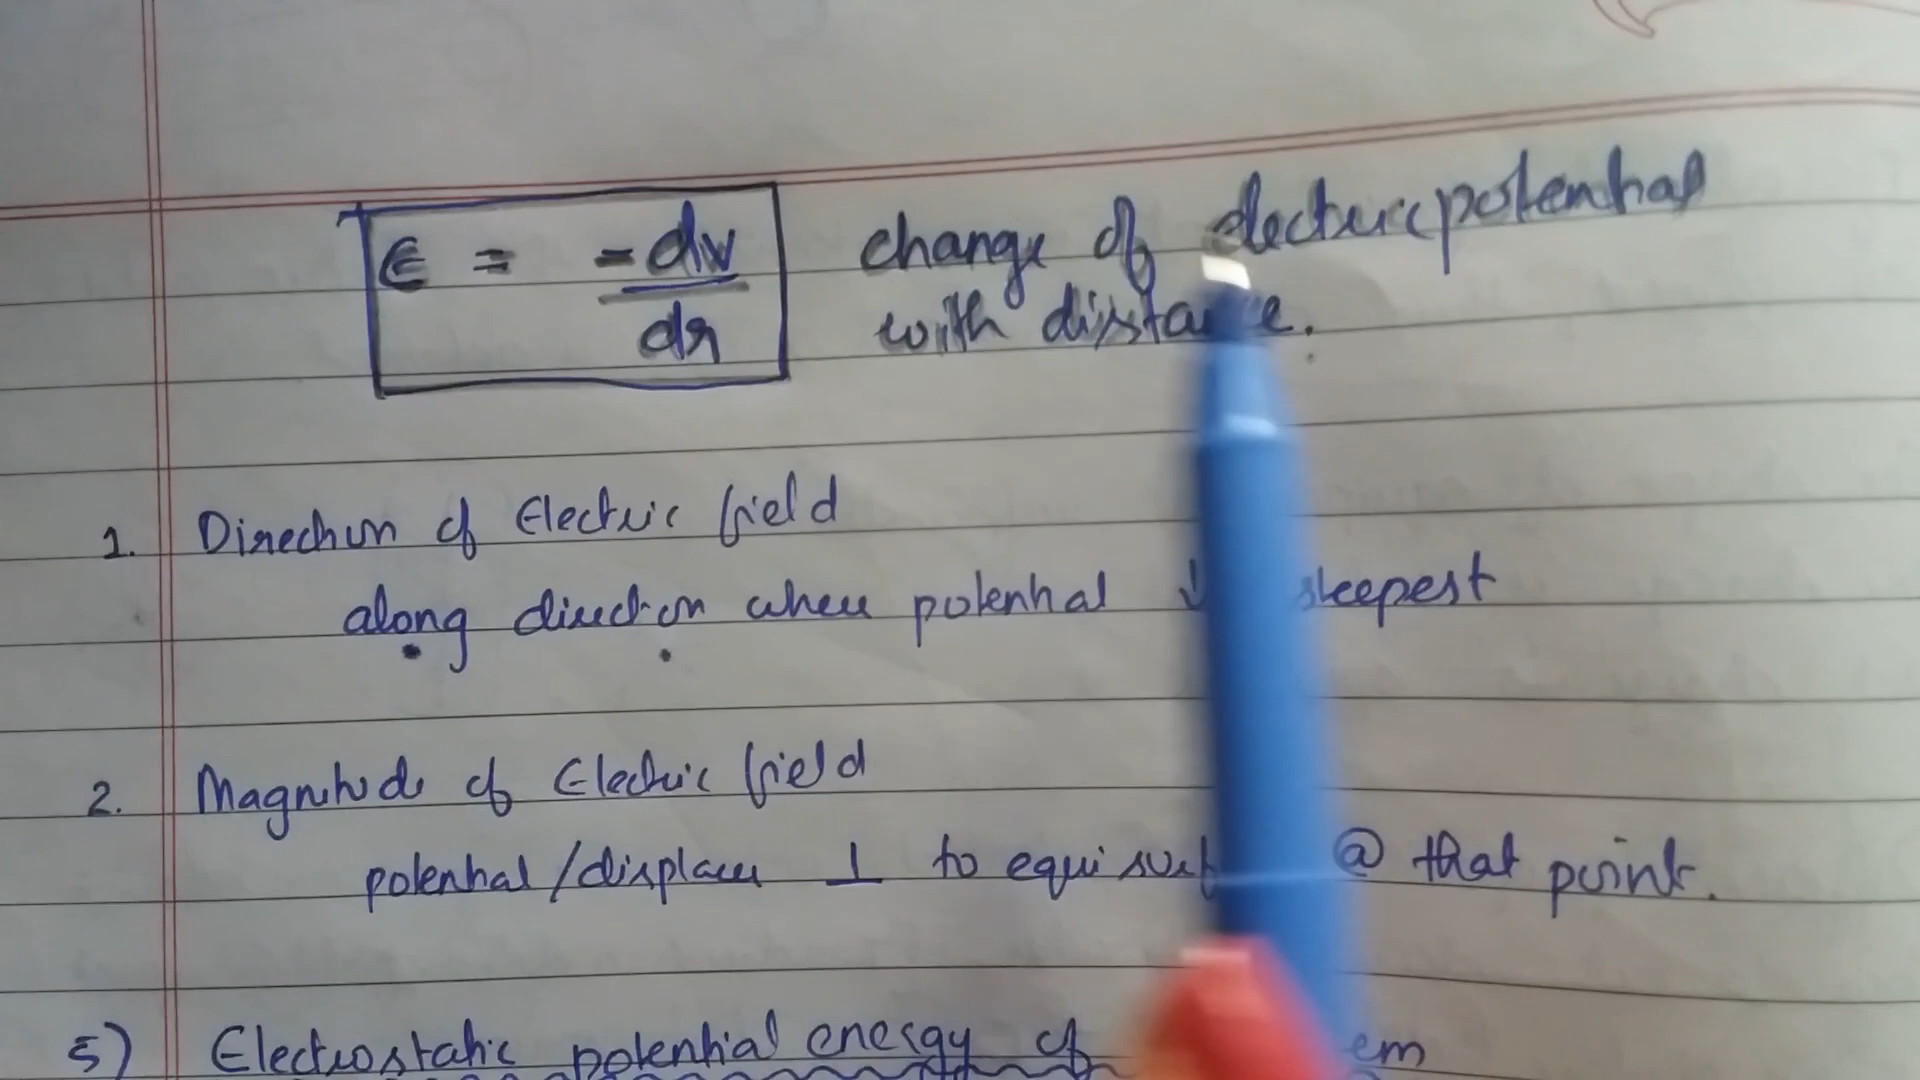 E = -dv/dr change of electric potential
with distance.
1. Direction of Electric field
along direction where potential ↓ steepest
2. Magnitude of Electric field
potential/displace ⊥ to equi surf @ that point.
5) Electrostatic potential energy of